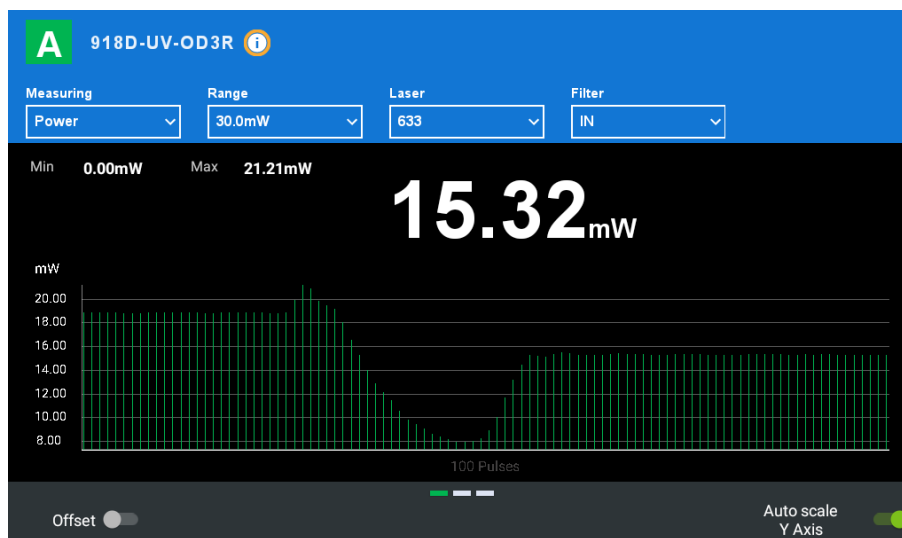 A 918D-UV-OD3R i
Measuring Range Laser Filter
Power 30.0mW 633 IN
Min 0.00mW Max 21.21mW
15.32mW
mW
20.00
18.00
16.00
14.00
12.00
10.00
8.00
100 Pulses
Offset
Auto scale
Y Axis